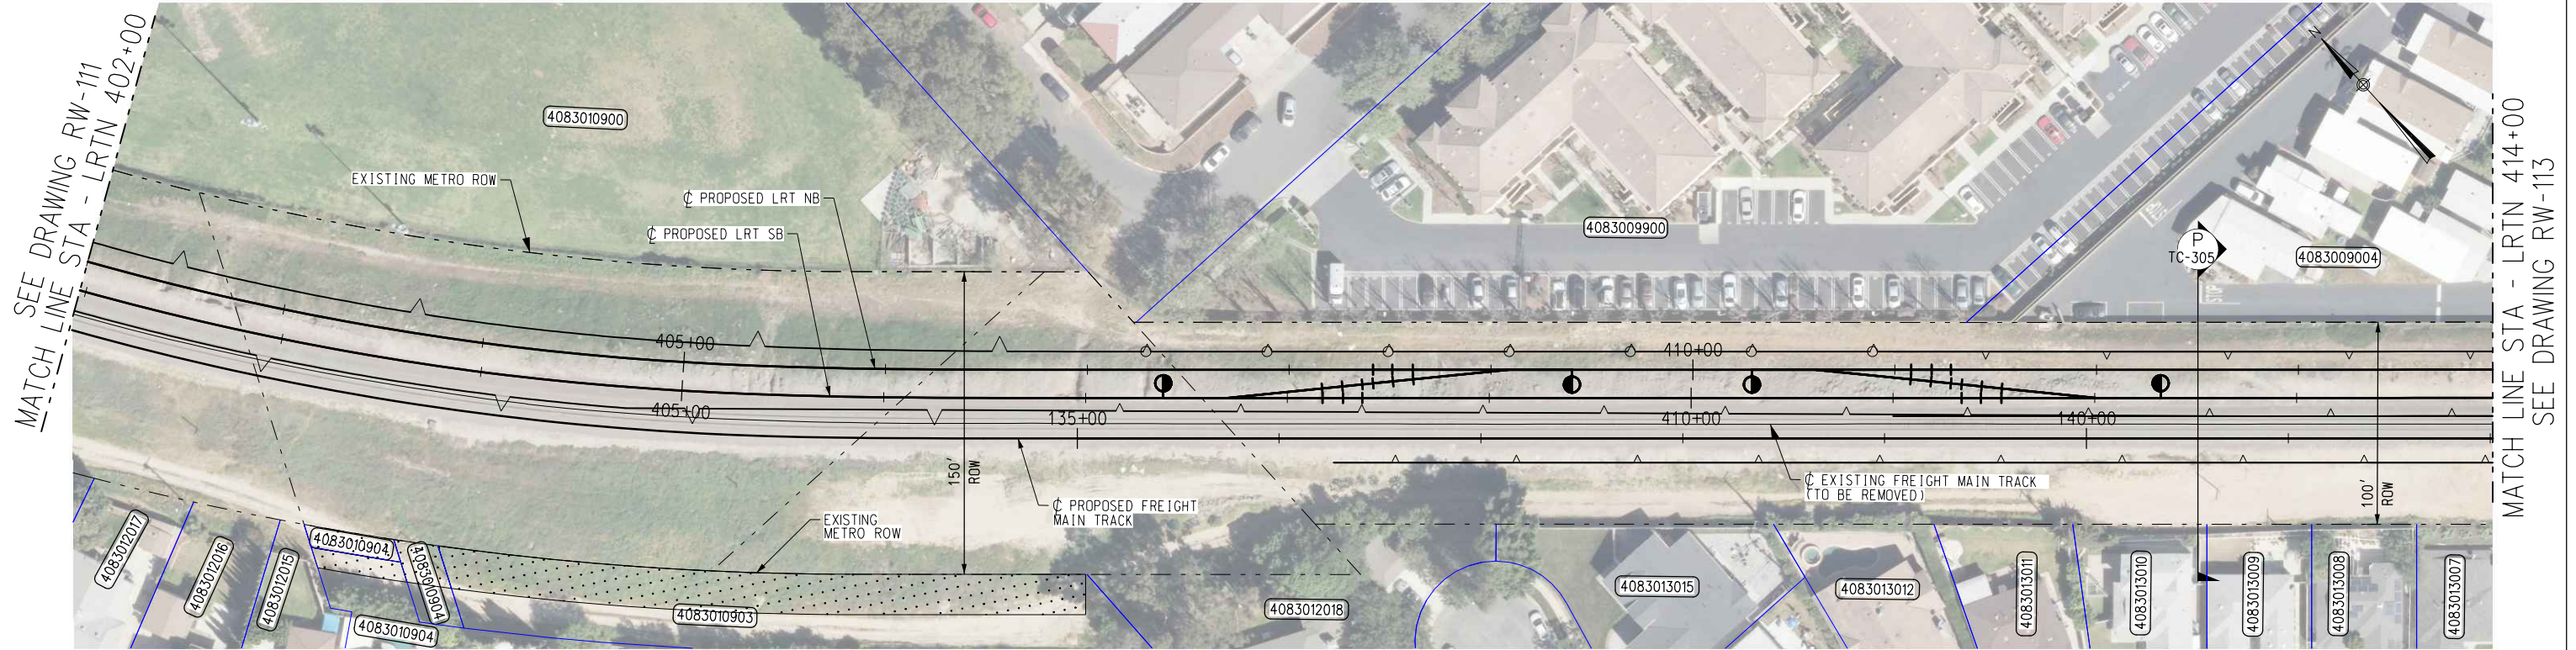 SEE DRAWING RW-111
MATCH LINE STA - LRTN 402+00
4083010900
EXISTING METRO ROW
℄ PROPOSED LRT NB
℄ PROPOSED LRT SB
4083009900
N
P
TC-305
4083009004
STOP
405+00
410+00
405+00
135+00
410+00
140+00
150'
ROW
℄ PROPOSED FREIGHT
MAIN TRACK
℄ EXISTING FREIGHT MAIN TRACK
(TO BE REMOVED)
100'
ROW
EXISTING
METRO ROW
4083012017
4083012016
4083012015
4083010904
4083010904
4083010904
4083010903
4083012018
4083013015
4083013012
4083013011
4083013010
4083013009
4083013008
4083013007
MATCH LINE STA - LRTN 414+00
SEE DRAWING RW-113